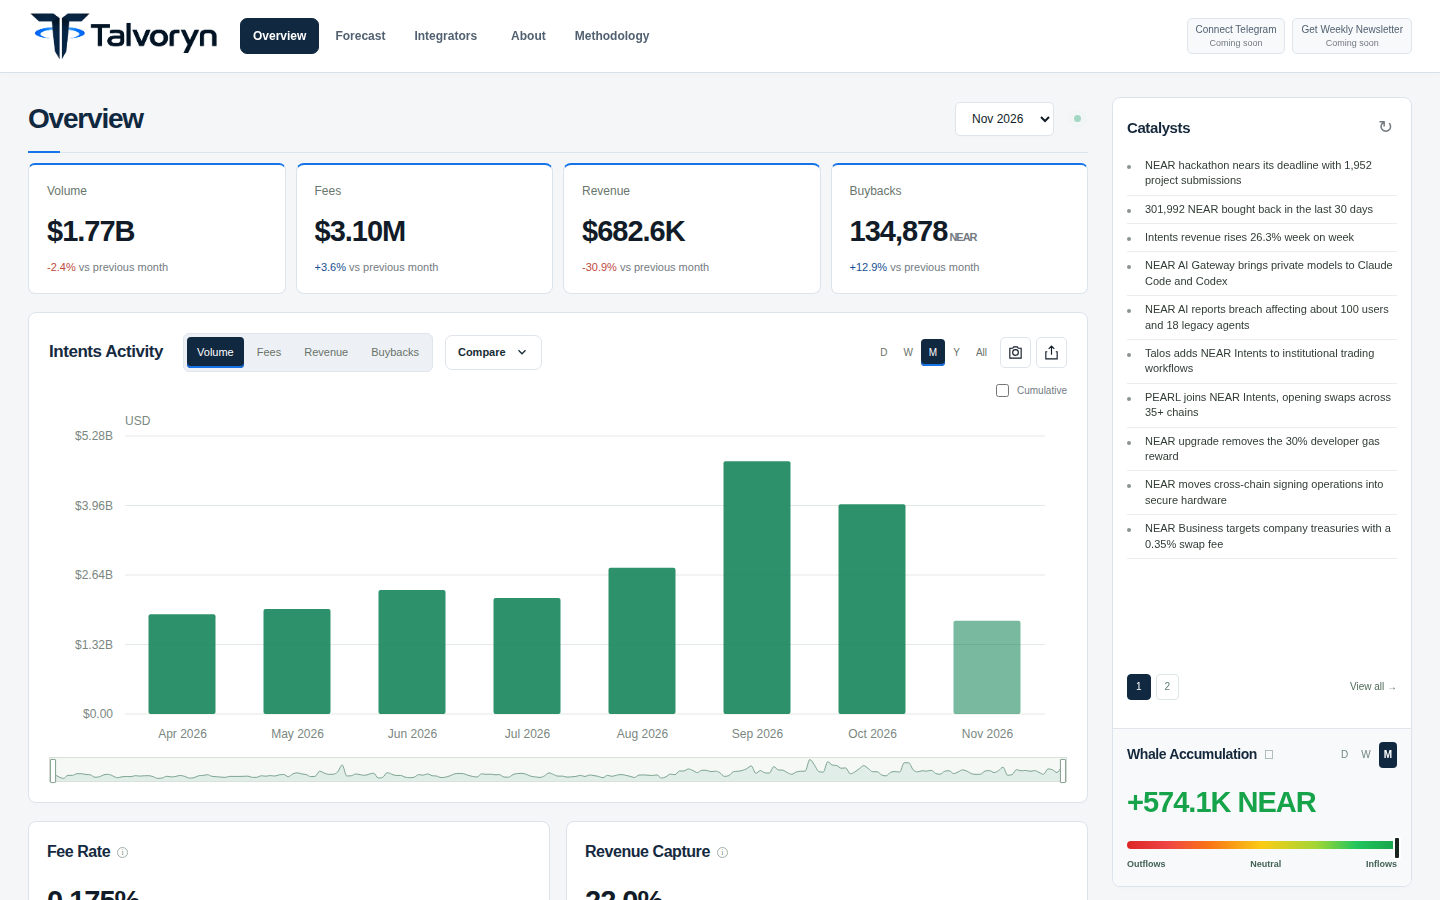 Talvoryn
Overview
Forecast
Integrators
About
Methodology
Connect Telegram
Coming soon
Get Weekly Newsletter
Coming soon
Overview
Nov 2026
Volume
$1.77B
-2.4% vs previous month
Fees
$3.10M
+3.6% vs previous month
Revenue
$682.6K
-30.9% vs previous month
Buybacks
134,878 NEAR
+12.9% vs previous month
Intents Activity
Volume
Fees
Revenue
Buybacks
Compare
D
W
M
Y
All
Cumulative
USD
$5.28B
$3.96B
$2.64B
$1.32B
$0.00
Apr 2026
May 2026
Jun 2026
Jul 2026
Aug 2026
Sep 2026
Oct 2026
Nov 2026
Fee Rate
0.175%
Revenue Capture
22.0%
Catalysts
NEAR hackathon nears its deadline with 1,952
project submissions
301,992 NEAR bought back in the last 30 days
Intents revenue rises 26.3% week on week
NEAR AI Gateway brings private models to Claude
Code and Codex
NEAR AI reports breach affecting about 100 users
and 18 legacy agents
Talos adds NEAR Intents to institutional trading
workflows
PEARL joins NEAR Intents, opening swaps across
35+ chains
NEAR upgrade removes the 30% developer gas
reward
NEAR moves cross-chain signing operations into
secure hardware
NEAR Business targets company treasuries with a
0.35% swap fee
1
2
View all →
Whale Accumulation
D
W
M
+574.1K NEAR
Outflows
Neutral
Inflows